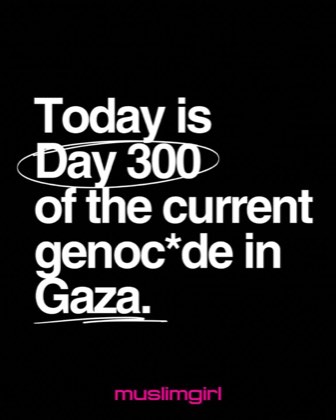 Today is
Day 300
of the current
genoc*de in
Gaza.
muslimgirl